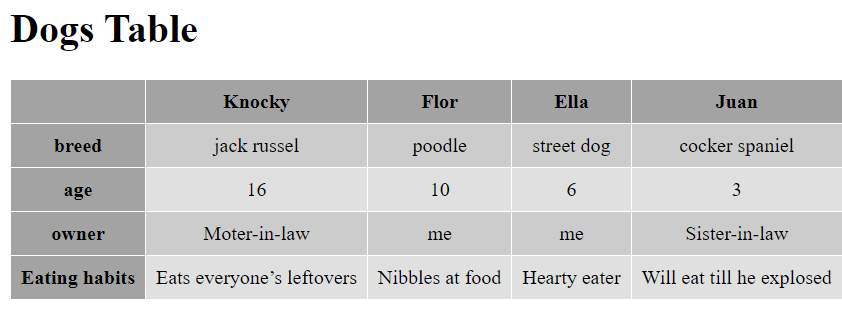 Dogs Table
Knocky Flor Ella Juan
breed jack russel poodle street dog cocker spaniel
age 16 10 6 3
owner Moter-in-law me me Sister-in-law
Eating habits Eats everyone’s leftovers Nibbles at food Hearty eater Will eat till he explosed